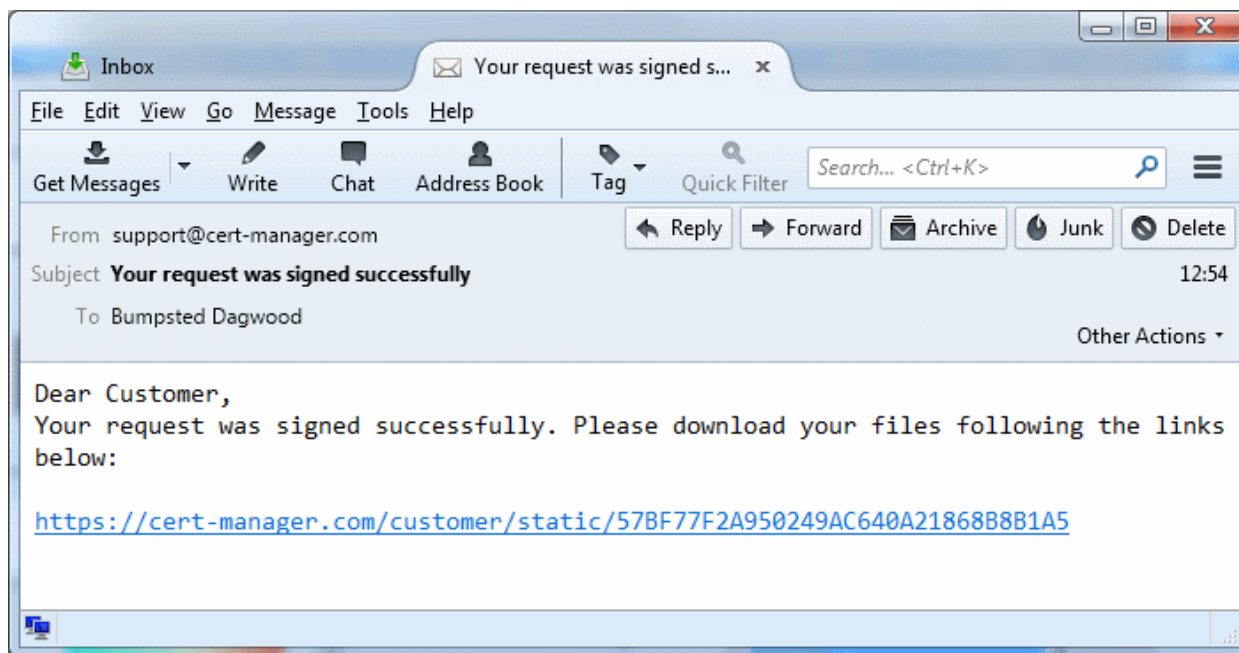 Inbox
Your request was signed s...
File Edit View Go Message Tools Help
Get Messages Write Chat Address Book Tag Quick Filter Search... <Ctrl+K>
From support@cert-manager.com Reply Forward Archive Junk Delete
Subject Your request was signed successfully 12:54
To Bumpsted Dagwood
Other Actions
Dear Customer,
Your request was signed successfully. Please download your files following the links
below:
https://cert-manager.com/customer/static/57BF77F2A950249AC640A21868B8B1A5